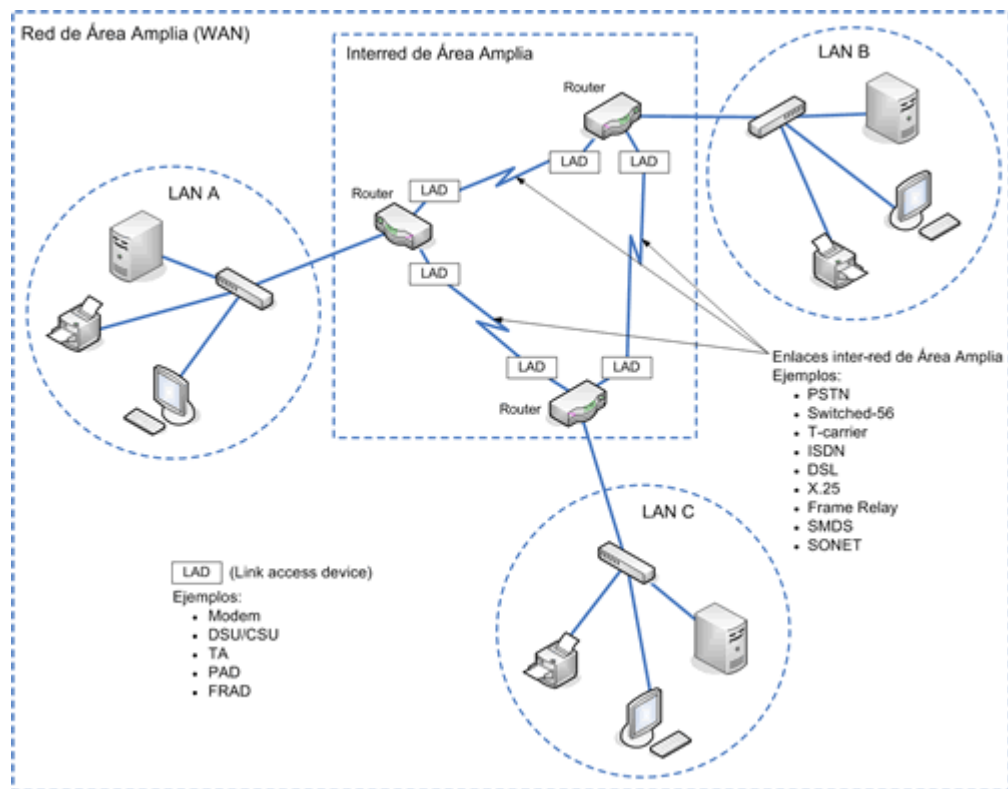 Red de Área Amplia (WAN)
Interred de Área Amplia
LAN B
Router
LAD
LAD
LAD
LAN A
Router
LAD
LAD
LAD
Router
Enlaces inter-red de Área Amplia
Ejemplos:
• PSTN
• Switched-56
• T-carrier
• ISDN
• DSL
• X.25
• Frame Relay
• SMDS
• SONET
LAN C
LAD (Link access device)
Ejemplos:
• Modem
• DSU/CSU
• TA
• PAD
• FRAD